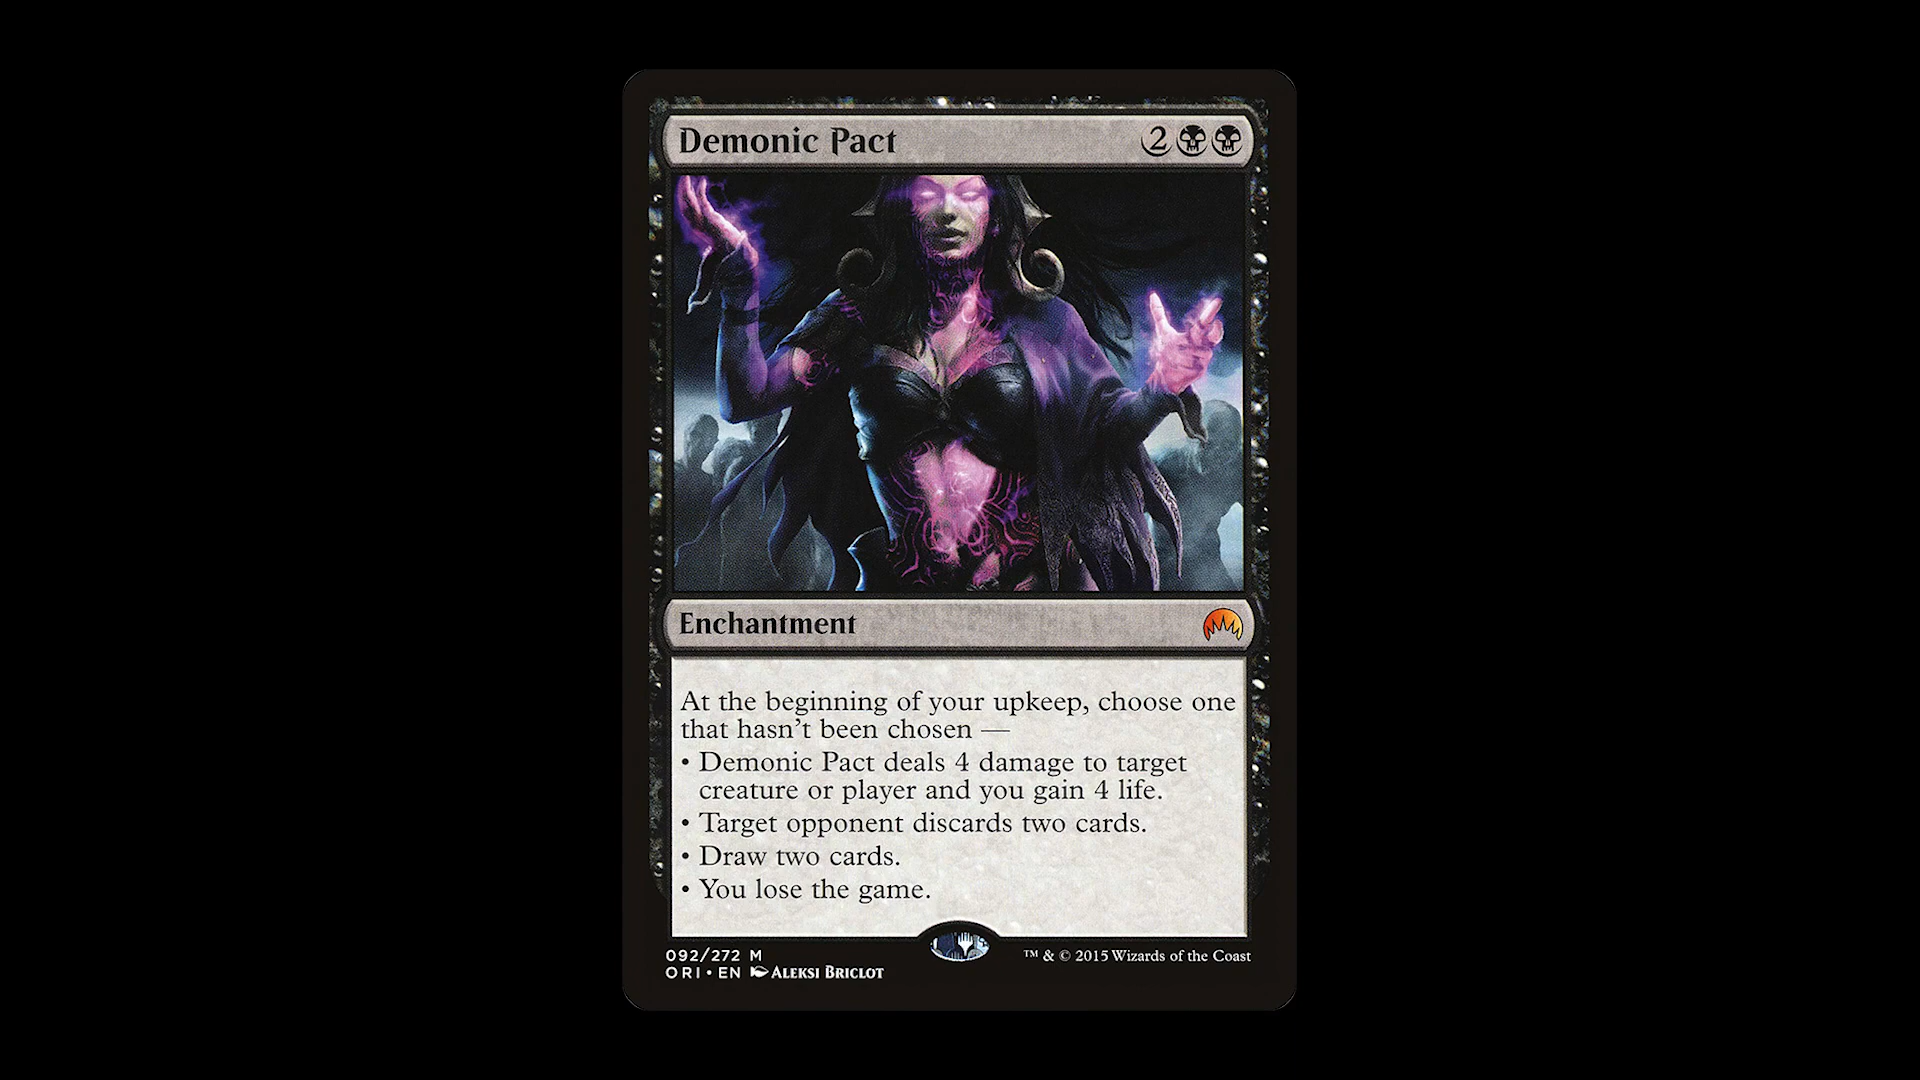 Demonic Pact 2
Enchantment
At the beginning of your upkeep, choose one
that hasn't been chosen —
• Demonic Pact deals 4 damage to target
creature or player and you gain 4 life.
• Target opponent discards two cards.
• Draw two cards.
• You lose the game.
092/272 M
™ & © 2015 Wizards of the Coast
ORI • EN ALEKSI BRICLOT